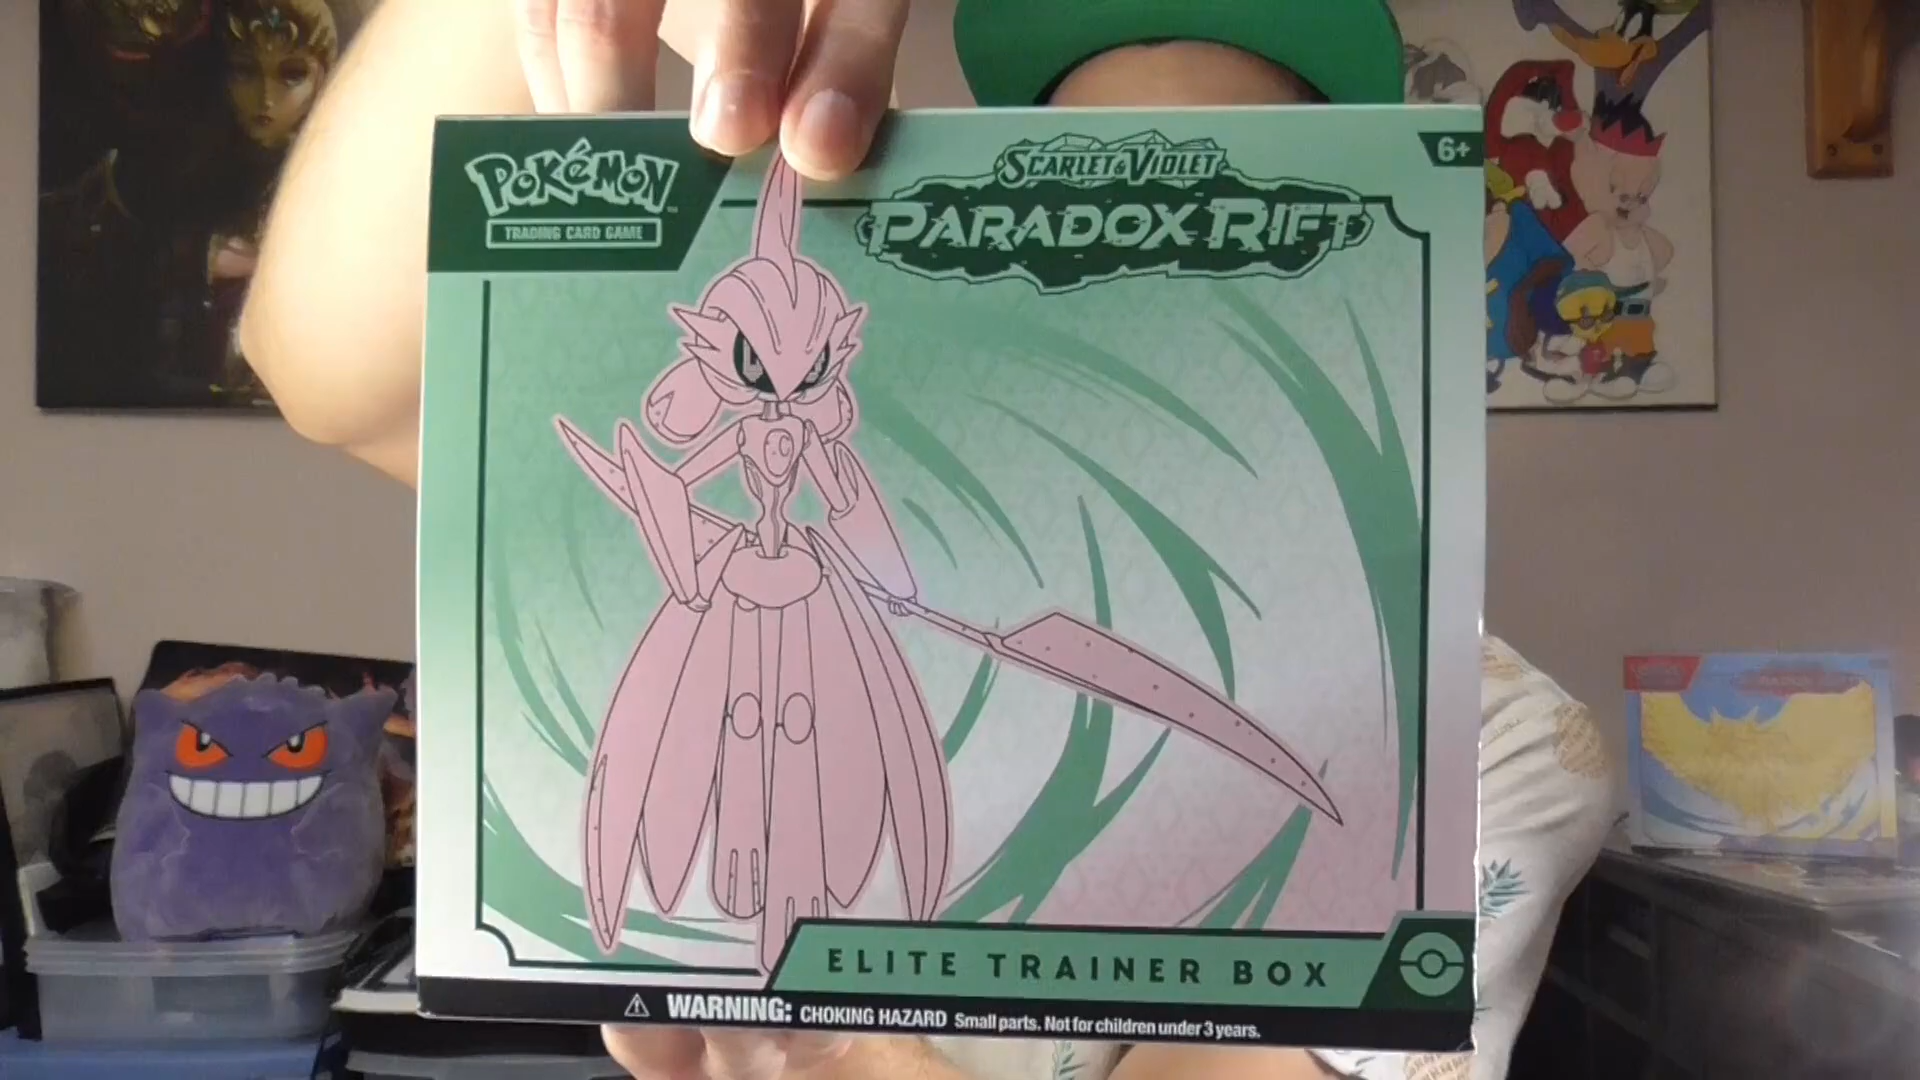 POKéMON
TRADING CARD GAME
SCARLET & VIOLET
PARADOX RIFT
6+
ELITE TRAINER BOX
WARNING: CHOKING HAZARD Small parts. Not for children under 3 years.